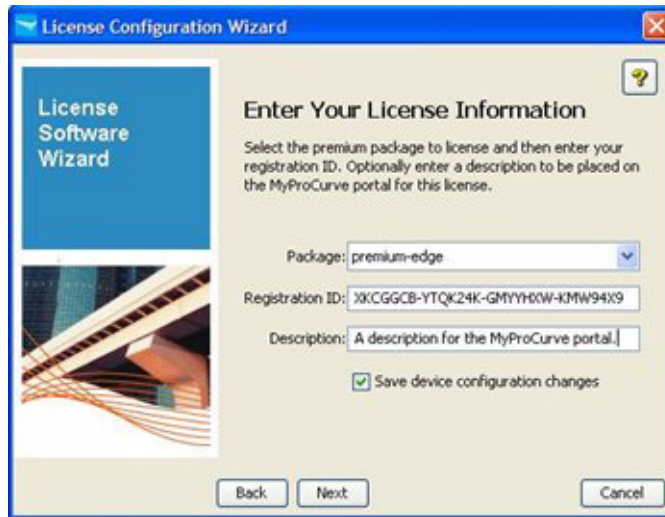 License Configuration Wizard
License
Software
Wizard
?
Enter Your License Information
Select the premium package to license and then enter your
registration ID. Optionally enter a description to be placed on
the MyProCurve portal for this license.
Package: premium-edge
Registration ID: XKCGGCB-YTQK24K-GMYYHXW-KMW94X9
Description: A description for the MyProCurve portal.
Save device configuration changes
Back Next Cancel